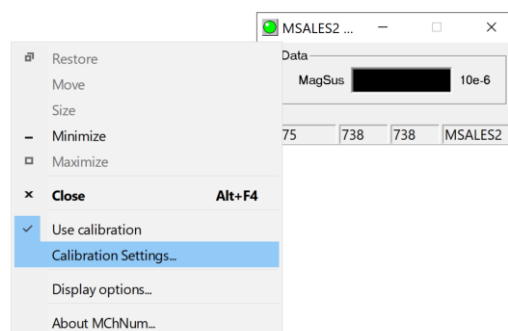 MSALES2 ...
Data
MagSus 10e-6
75 738 738 MSALES2
Restore
Move
Size
Minimize
Maximize
Close Alt+F4
Use calibration
Calibration Settings...
Display options...
About MChNum...